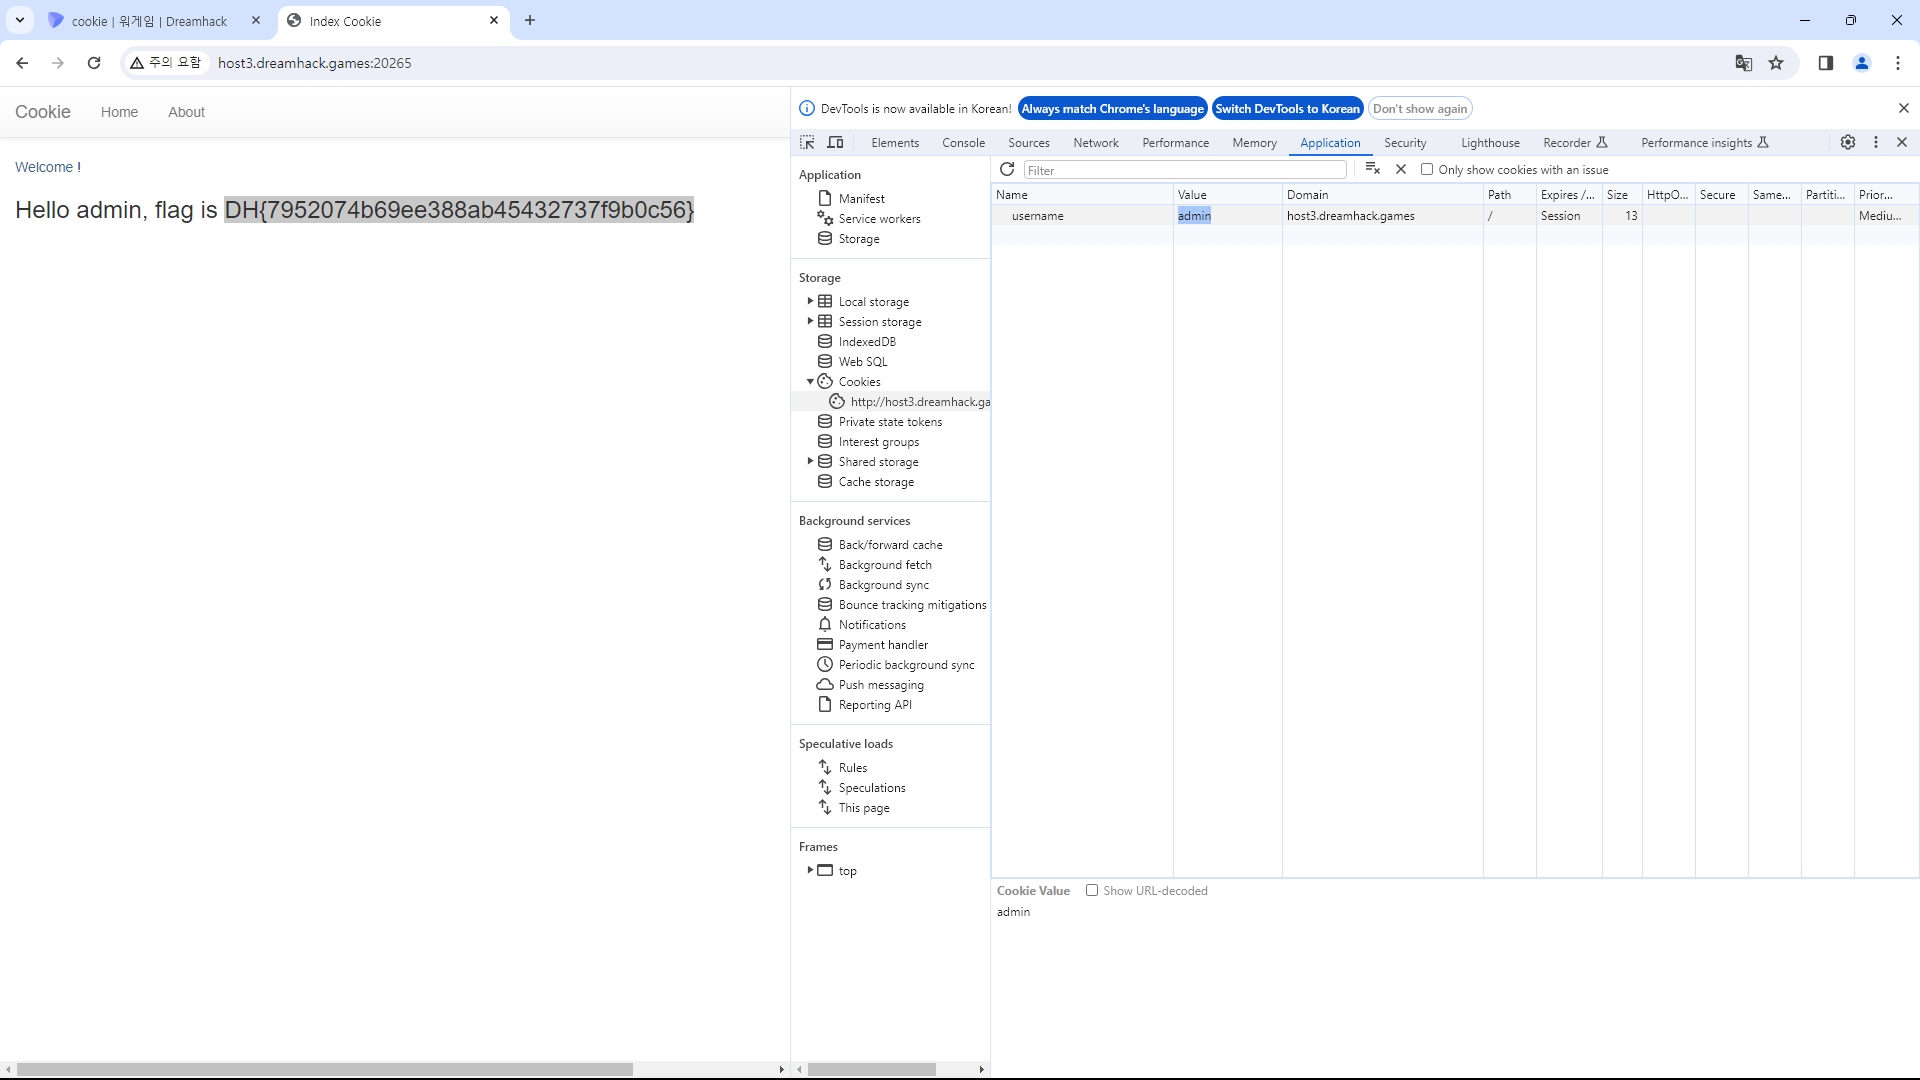 cookie | 워게임 | Dreamhack
Index Cookie
주의 요함
host3.dreamhack.games:20265
Cookie Home About
Welcome !
Hello admin, flag is DH{7952074b69ee388ab45432737f9b0c56}
DevTools is now available in Korean! Always match Chrome's language Switch DevTools to Korean Don't show again
Elements Console Sources Network Performance Memory Application Security Lighthouse Recorder Performance insights
Application
Manifest
Service workers
Storage
Storage
Local storage
Session storage
IndexedDB
Web SQL
Cookies
http://host3.dreamhack.ga
Private state tokens
Interest groups
Shared storage
Cache storage
Background services
Back/forward cache
Background fetch
Background sync
Bounce tracking mitigations
Notifications
Payment handler
Periodic background sync
Push messaging
Reporting API
Speculative loads
Rules
Speculations
This page
Frames
top
Filter Only show cookies with an issue
Name Value Domain Path Expires /... Size HttpO... Secure Same... Partiti... Prior...
username admin host3.dreamhack.games / Session 13 Mediu...
Cookie Value Show URL-decoded
admin